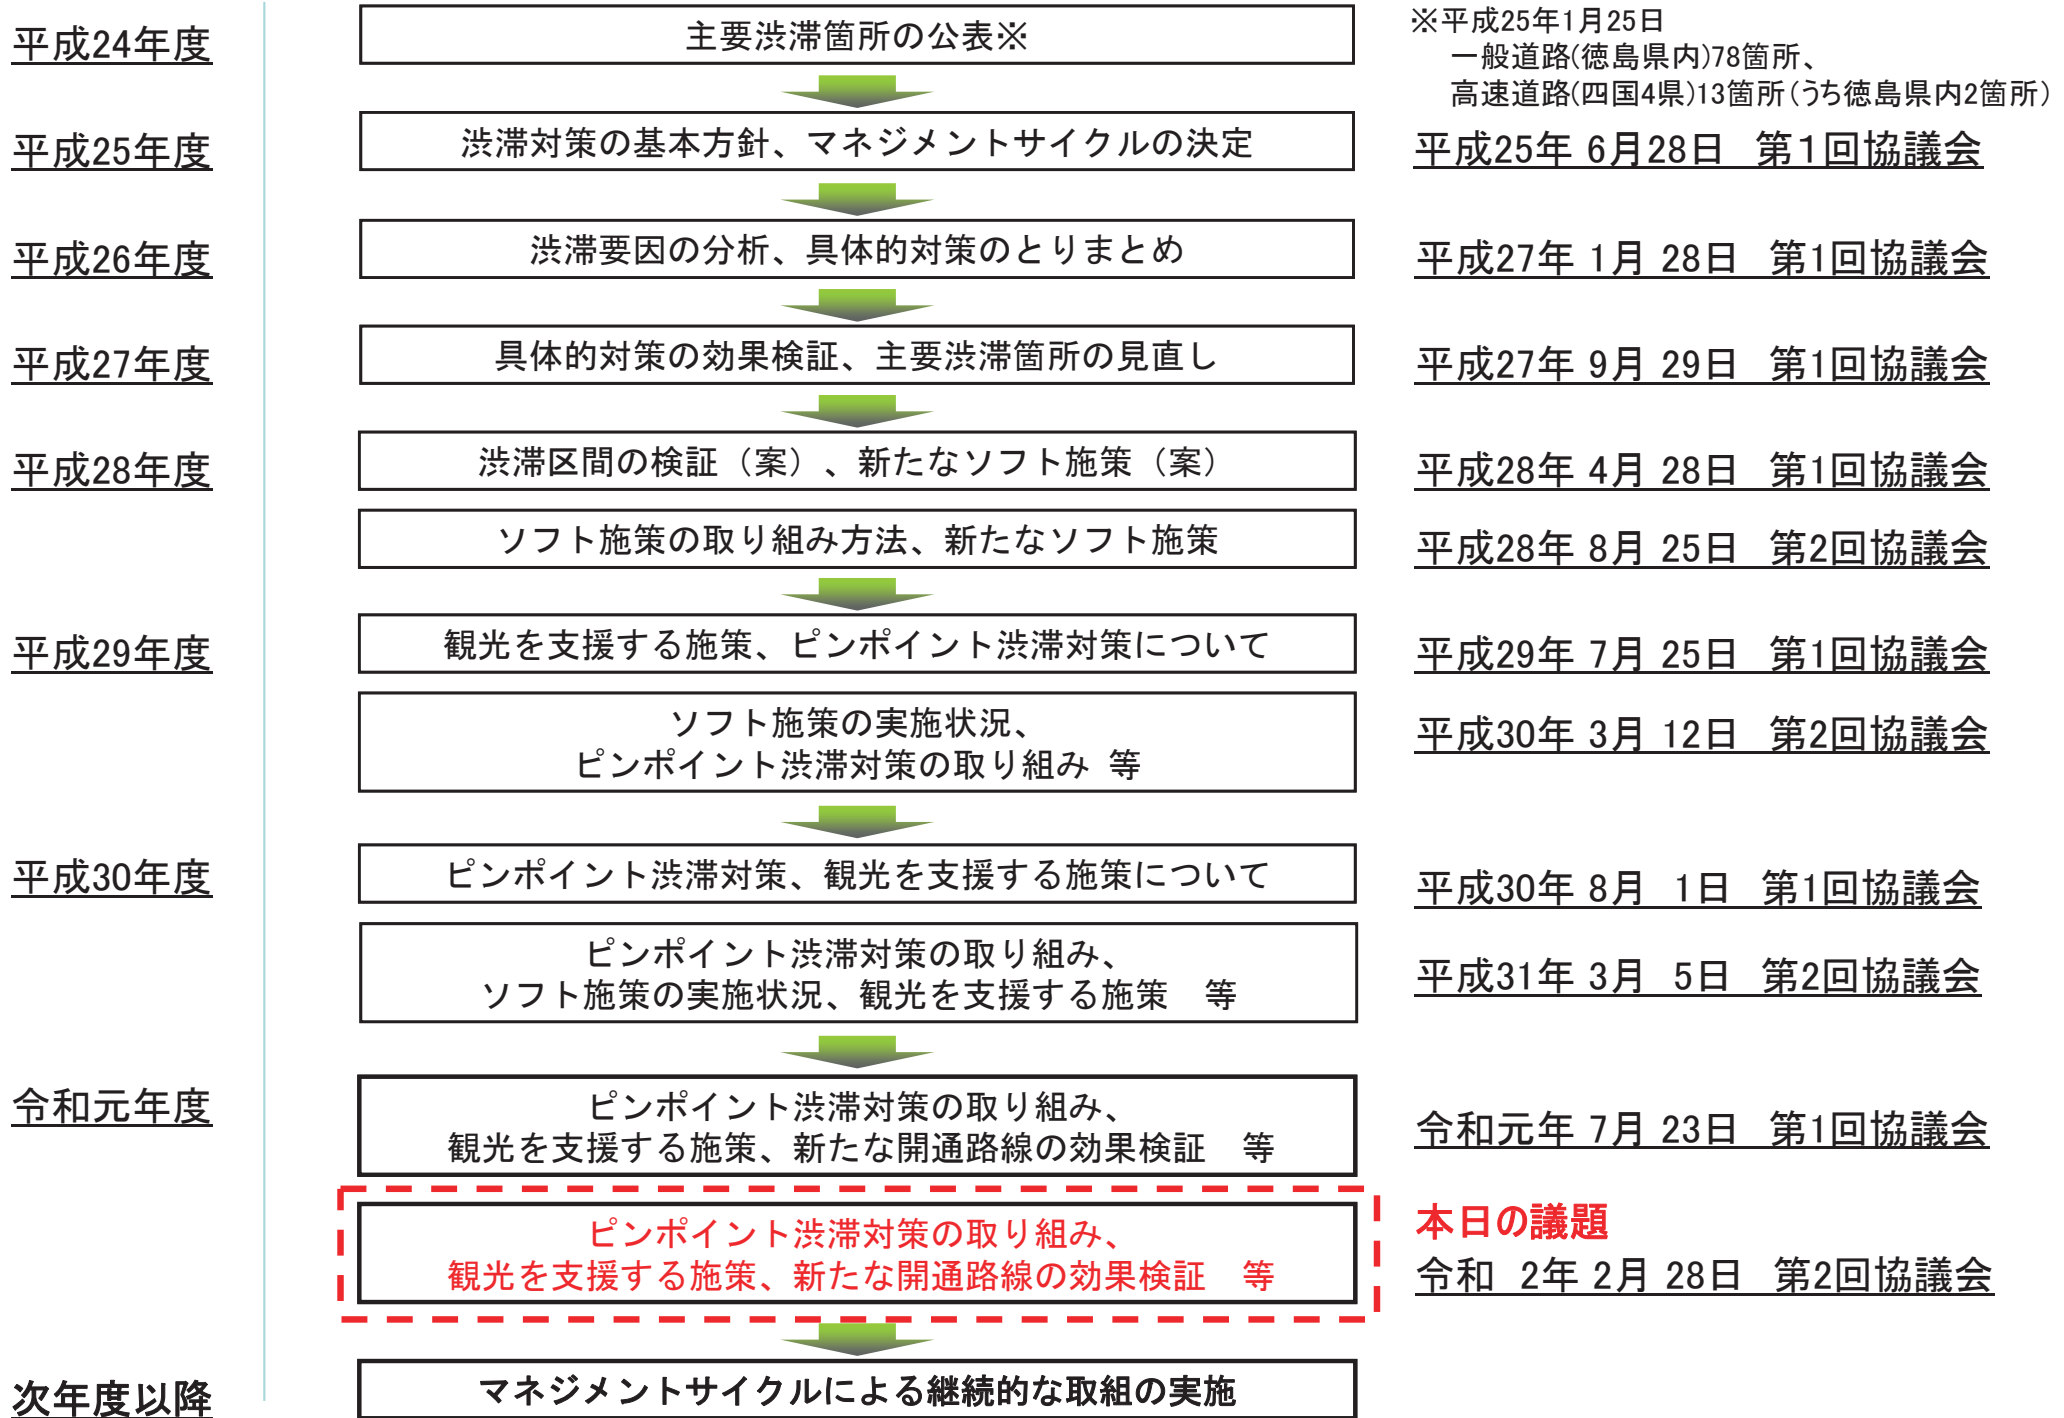 平成24年度
主要渋滞箇所の公表※
※平成25年1月25日
一般道路(徳島県内)78箇所、
高速道路(四国4県)13箇所(うち徳島県内2箇所)
平成25年度
渋滞対策の基本方針、マネジメントサイクルの決定
平成25年 6月28日 第1回協議会
平成26年度
渋滞要因の分析、具体的対策のとりまとめ
平成27年 1月 28日 第1回協議会
平成27年度
具体的対策の効果検証、主要渋滞箇所の見直し
平成27年 9月 29日 第1回協議会
平成28年度
渋滞区間の検証（案）、新たなソフト施策（案）
平成28年 4月 28日 第1回協議会
ソフト施策の取り組み方法、新たなソフト施策
平成28年 8月 25日 第2回協議会
平成29年度
観光を支援する施策、ピンポイント渋滞対策について
平成29年 7月 25日 第1回協議会
ソフト施策の実施状況、
ピンポイント渋滞対策の取り組み 等
平成30年 3月 12日 第2回協議会
平成30年度
ピンポイント渋滞対策、観光を支援する施策について
平成30年 8月 1日 第1回協議会
ピンポイント渋滞対策の取り組み、
ソフト施策の実施状況、観光を支援する施策 等
平成31年 3月 5日 第2回協議会
令和元年度
ピンポイント渋滞対策の取り組み、
観光を支援する施策、新たな開通路線の効果検証 等
令和元年 7月 23日 第1回協議会
ピンポイント渋滞対策の取り組み、
観光を支援する施策、新たな開通路線の効果検証 等
本日の議題
令和 2年 2月 28日 第2回協議会
次年度以降
マネジメントサイクルによる継続的な取組の実施